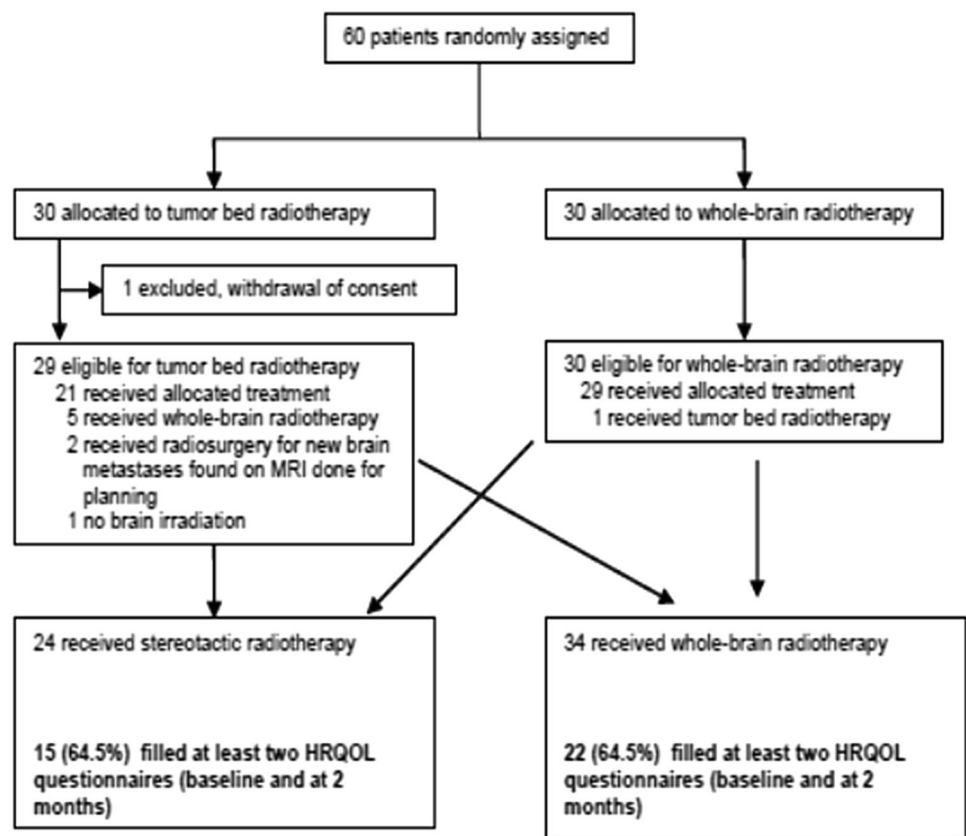 60 patients randomly assigned
30 allocated to tumor bed radiotherapy
30 allocated to whole-brain radiotherapy
1 excluded, withdrawal of consent
29 eligible for tumor bed radiotherapy
21 received allocated treatment
5 received whole-brain radiotherapy
2 received radiosurgery for new brain
metastases found on MRI done for
planning
1 no brain irradiation
30 eligible for whole-brain radiotherapy
29 received allocated treatment
1 received tumor bed radiotherapy
24 received stereotactic radiotherapy
15 (64.5%) filled at least two HRQOL
questionnaires (baseline and at 2
months)
34 received whole-brain radiotherapy
22 (64.5%) filled at least two HRQOL
questionnaires (baseline and at 2
months)